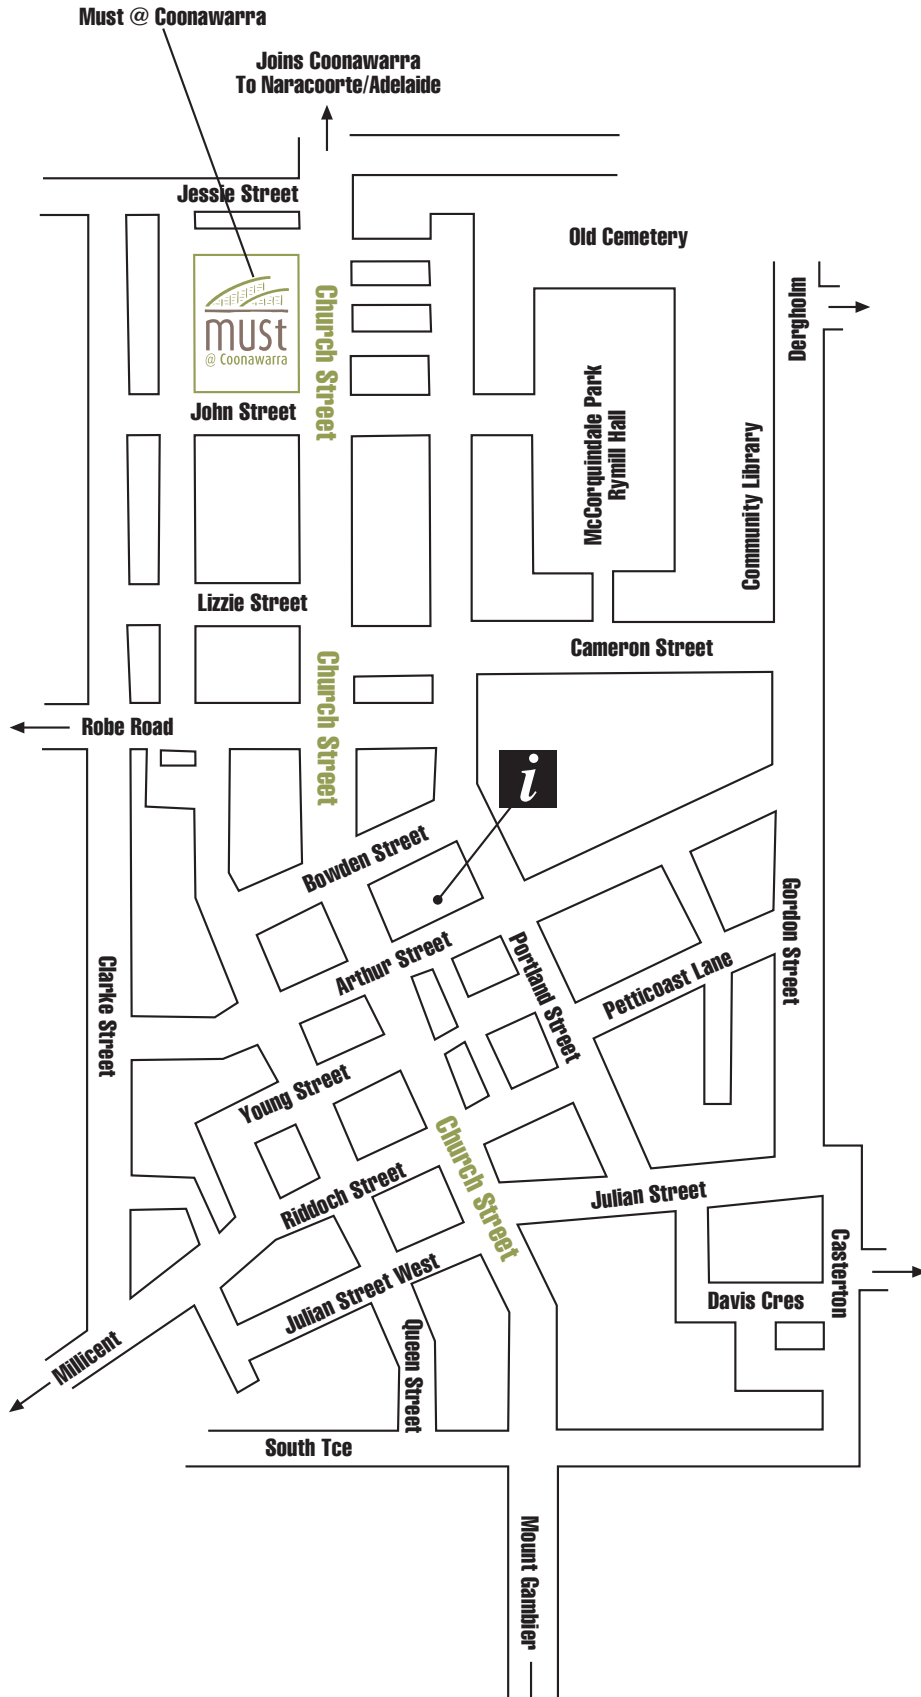 Must @ Coonawarra
Joins Coonawarra
To Naracoorte/Adelaide
Jessie Street
Old Cemetery
Dergholm
must
@ Coonawarra
Church Street
John Street
McCorquindale Park
Rymill Hall
Community Library
Lizzie Street
Cameron Street
Church Street
Robe Road
i
Bowden Street
Gordon Street
Arthur Street
Portland Street
Petticoast Lane
Clarke Street
Young Street
Church Street
Riddoch Street
Julian Street
Casterton
Julian Street West
Davis Cres
Millicent
Queen Street
South Tce
Mount Gambier